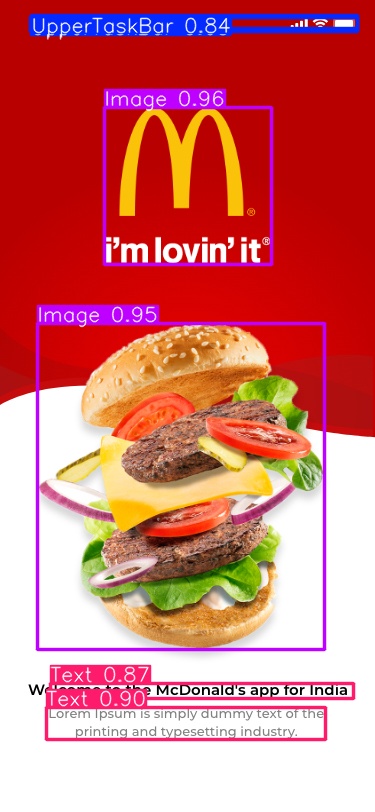 UpperTaskBar 0.84
Image 0.96
i'm lovin' it®
Image 0.95
Text 0.87
Welcome to the McDonald's app for India
Text 0.90
Lorem Ipsum is simply dummy text of the
printing and typesetting industry.